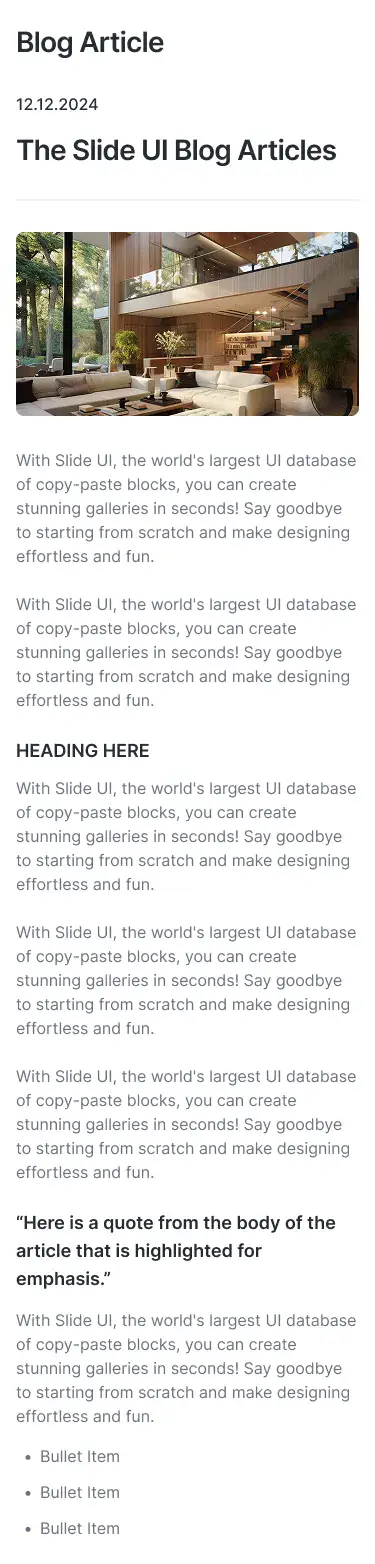 Blog Article
12.12.2024
The Slide UI Blog Articles
With Slide UI, the world's largest UI database
of copy-paste blocks, you can create
stunning galleries in seconds! Say goodbye
to starting from scratch and make designing
effortless and fun.
With Slide UI, the world's largest UI database
of copy-paste blocks, you can create
stunning galleries in seconds! Say goodbye
to starting from scratch and make designing
effortless and fun.
HEADING HERE
With Slide UI, the world's largest UI database
of copy-paste blocks, you can create
stunning galleries in seconds! Say goodbye
to starting from scratch and make designing
effortless and fun.
With Slide UI, the world's largest UI database
of copy-paste blocks, you can create
stunning galleries in seconds! Say goodbye
to starting from scratch and make designing
effortless and fun.
With Slide UI, the world's largest UI database
of copy-paste blocks, you can create
stunning galleries in seconds! Say goodbye
to starting from scratch and make designing
effortless and fun.
“Here is a quote from the body of the
article that is highlighted for
emphasis.”
With Slide UI, the world's largest UI database
of copy-paste blocks, you can create
stunning galleries in seconds! Say goodbye
to starting from scratch and make designing
effortless and fun.
• Bullet Item
• Bullet Item
• Bullet Item